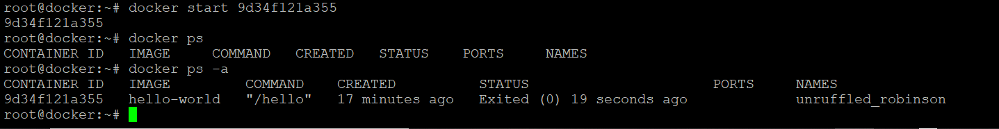 root@docker:~# docker start 9d34f121a355
9d34f121a355
root@docker:~# docker ps
CONTAINER ID   IMAGE     COMMAND   CREATED   STATUS    PORTS     NAMES
root@docker:~# docker ps -a
CONTAINER ID   IMAGE         COMMAND    CREATED          STATUS                      PORTS     NAMES
9d34f121a355   hello-world   "/hello"   17 minutes ago   Exited (0) 19 seconds ago             unruffled_robinson
root@docker:~#